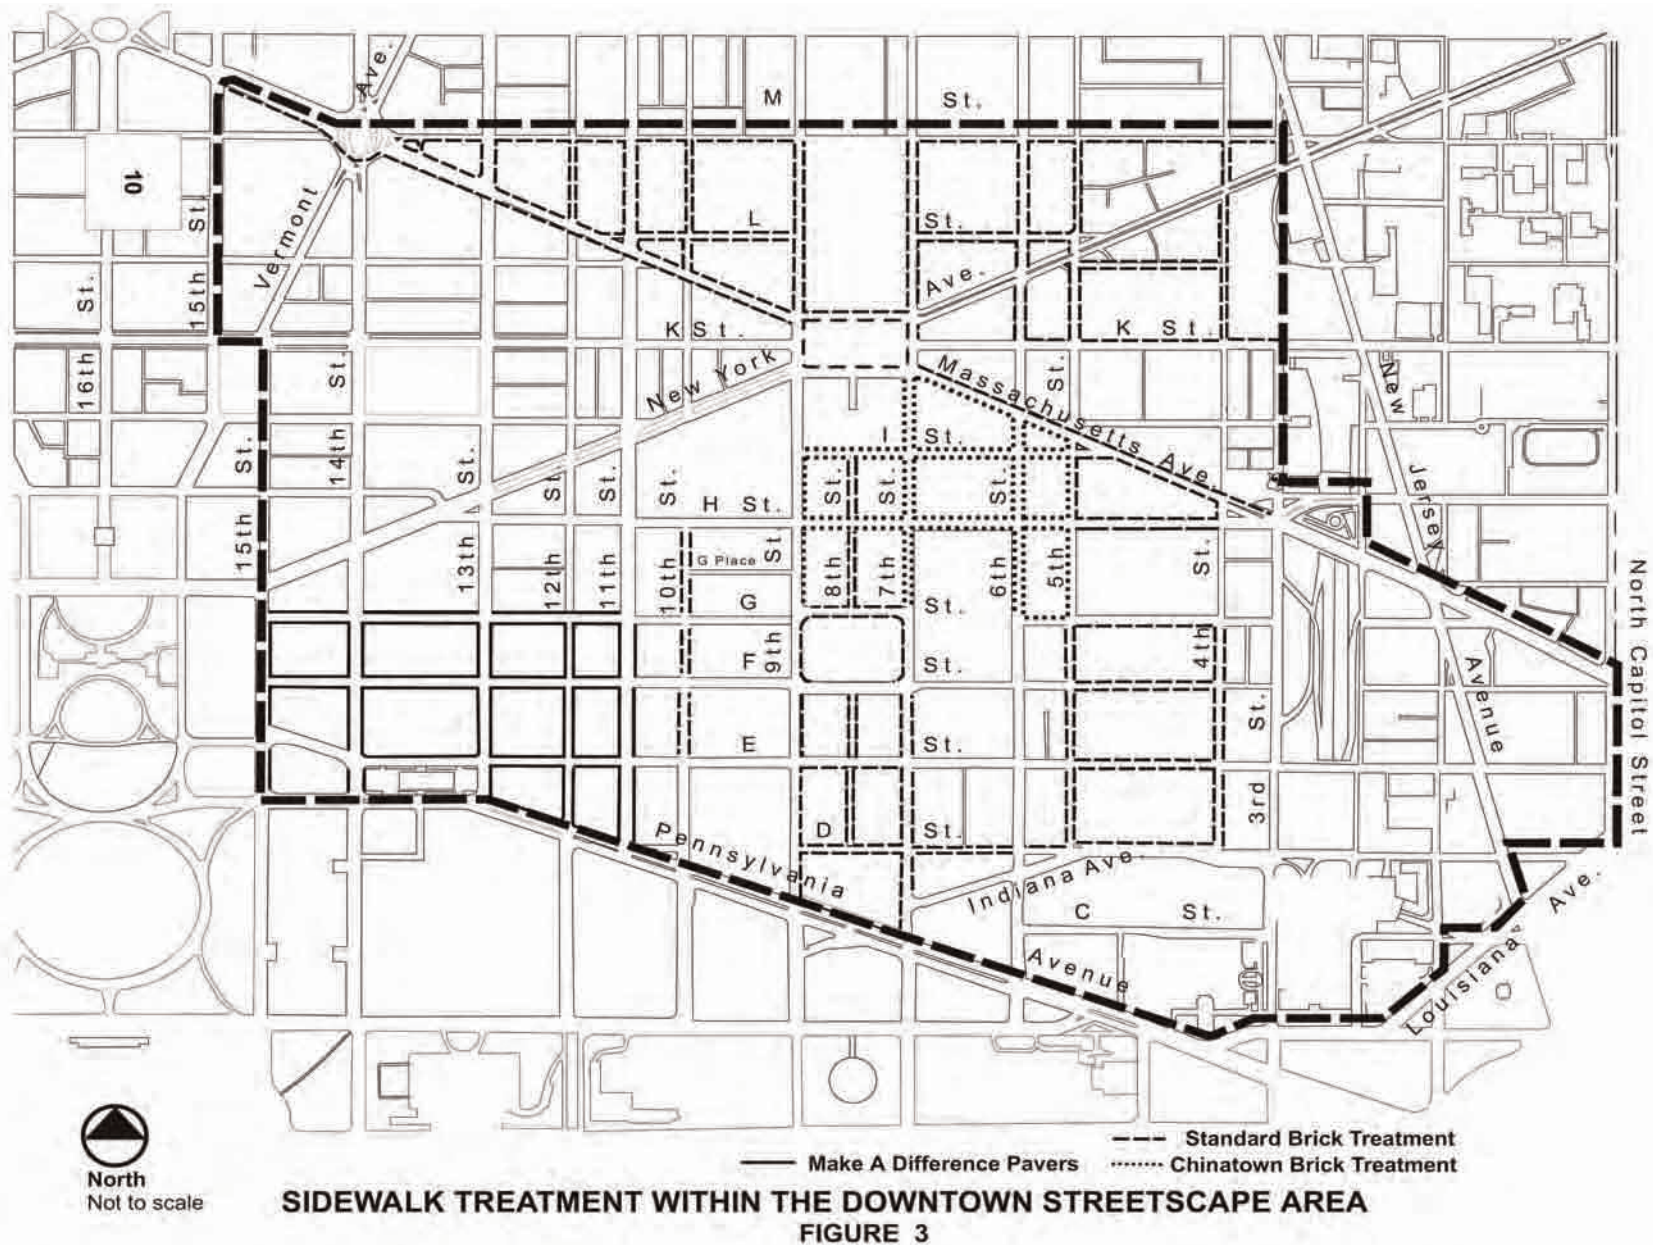 Ave.
M St.
10
Vermont
15th St.
L St.
16th St.
Ave.
K St.
K St.
New York
14th St.
Massachusetts Ave.
St.
New Jersey Avenue
I St.
15th St.
13th St.
12th St.
11th St.
10th St.
H St.
8th St.
7th St.
6th St.
5th
4th St.
G Place
9th St.
G St.
F St.
E St.
3rd St.
D St.
North Capitol Street
Pennsylvania Avenue
Indiana Ave.
C St.
Louisiana Ave.
North
Not to scale
Make A Difference Pavers
Standard Brick Treatment
Chinatown Brick Treatment
SIDEWALK TREATMENT WITHIN THE DOWNTOWN STREETSCAPE AREA
FIGURE 3